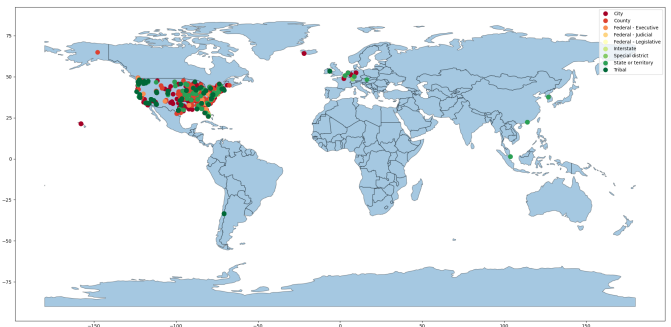 City
County
Federal - Executive
Federal - Judicial
Federal - Legislative
Interstate
Special district
State or territory
Tribal
75
50
25
0
−25
−50
−75
−150
−100
−50
0
50
100
150